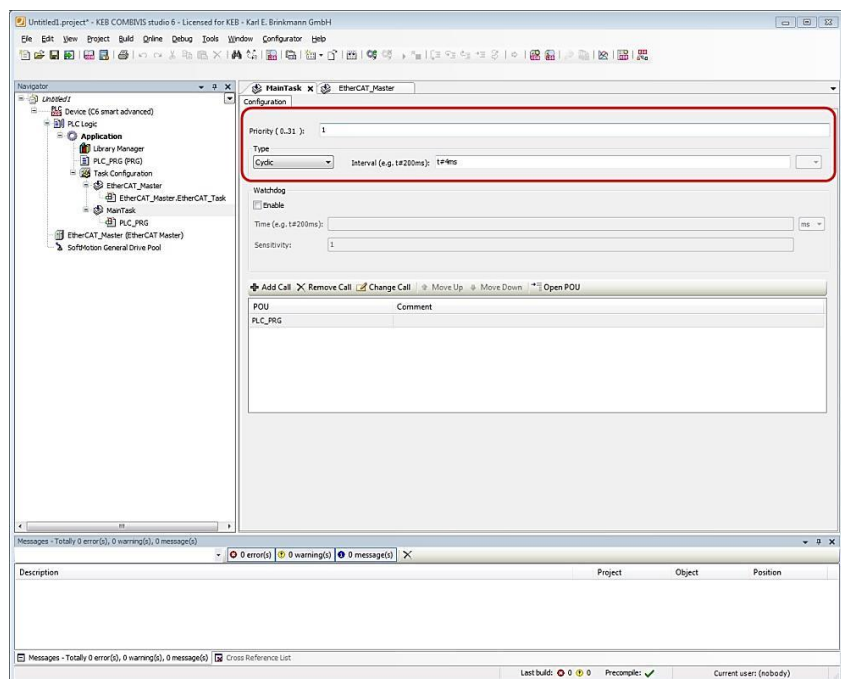 Untitled1.project* - KEB COMBIVIS studio 6 - Licensed for KEB - Karl E. Brinkmann GmbH
File Edit View Project Build Online Debug Tools Window Configurator Help
Navigator
MainTask EtherCAT_Master
Untitled1
Configuration
Device (C6 smart advanced)
PLC Logic
Application
Library Manager
PLC_PRG (PRG)
Task Configuration
EtherCAT_Master
EtherCAT_Master.EtherCAT_Task
MainTask
PLC_PRG
EtherCAT_Master (EtherCAT Master)
SoftMotion General Drive Pool
Priority ( 0..31 ): 1
Type
Cyclic Interval (e.g. t#200ms): t#4ms
Watchdog
Enable
Time (e.g. t#200ms): ms
Sensitivity: 1
Add Call Remove Call Change Call Move Up Move Down Open POU
POU Comment
PLC_PRG
Messages - Totally 0 error(s), 0 warning(s), 0 message(s)
0 error(s) 0 warning(s) 0 message(s)
Description Project Object Position
Messages - Totally 0 error(s), 0 warning(s), 0 message(s) Cross Reference List
Last build: 0 0 Precompile: Current user: (nobody)